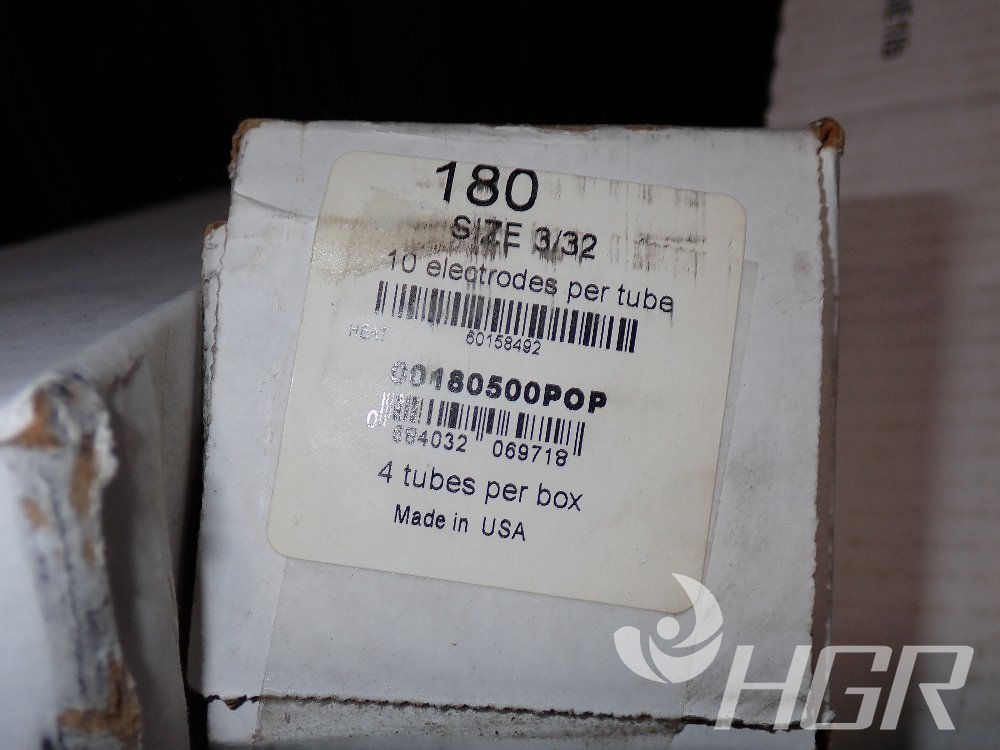 180
SIZE 3/32
10 electrodes per tube
HEAT 60158492
00180500POP
0 684032 069718
4 tubes per box
Made in USA
HGR